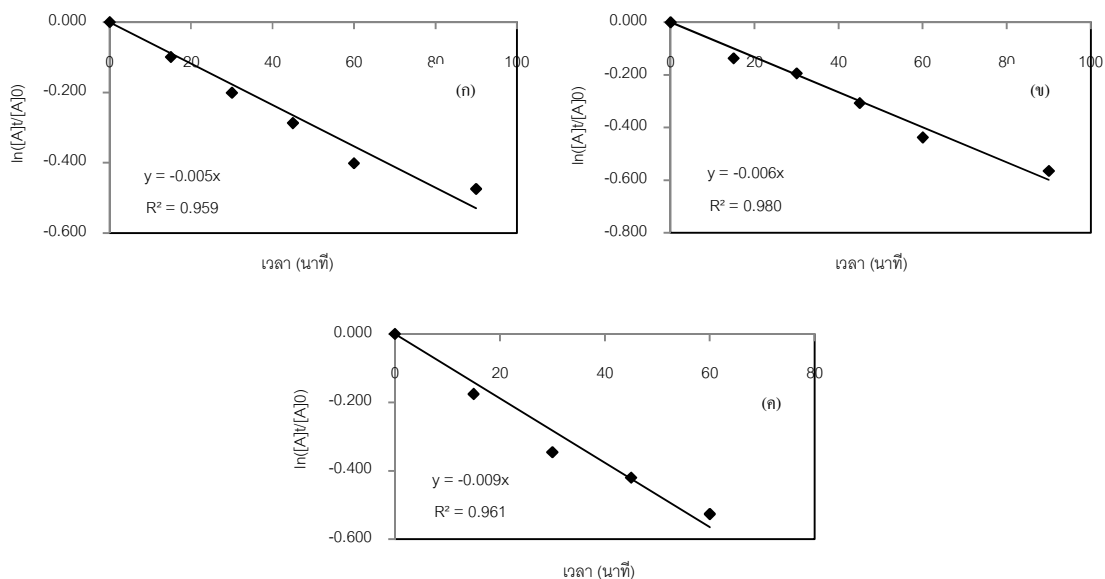 0.000
0 20 40 60 80 100
-0.200
-0.400
-0.600
(ก)
y = -0.005x
R² = 0.959
ln([A]t/[A]0)
เวลา (นาที)
0.000
0 20 40 60 80 100
-0.200
-0.400
-0.600
-0.800
(ข)
y = -0.006x
R² = 0.980
ln([A]t/[A]0)
เวลา (นาที)
0.000
0 20 40 60 80
-0.200
-0.400
-0.600
(ค)
y = -0.009x
R² = 0.961
ln([A]t/[A]0)
เวลา (นาที)